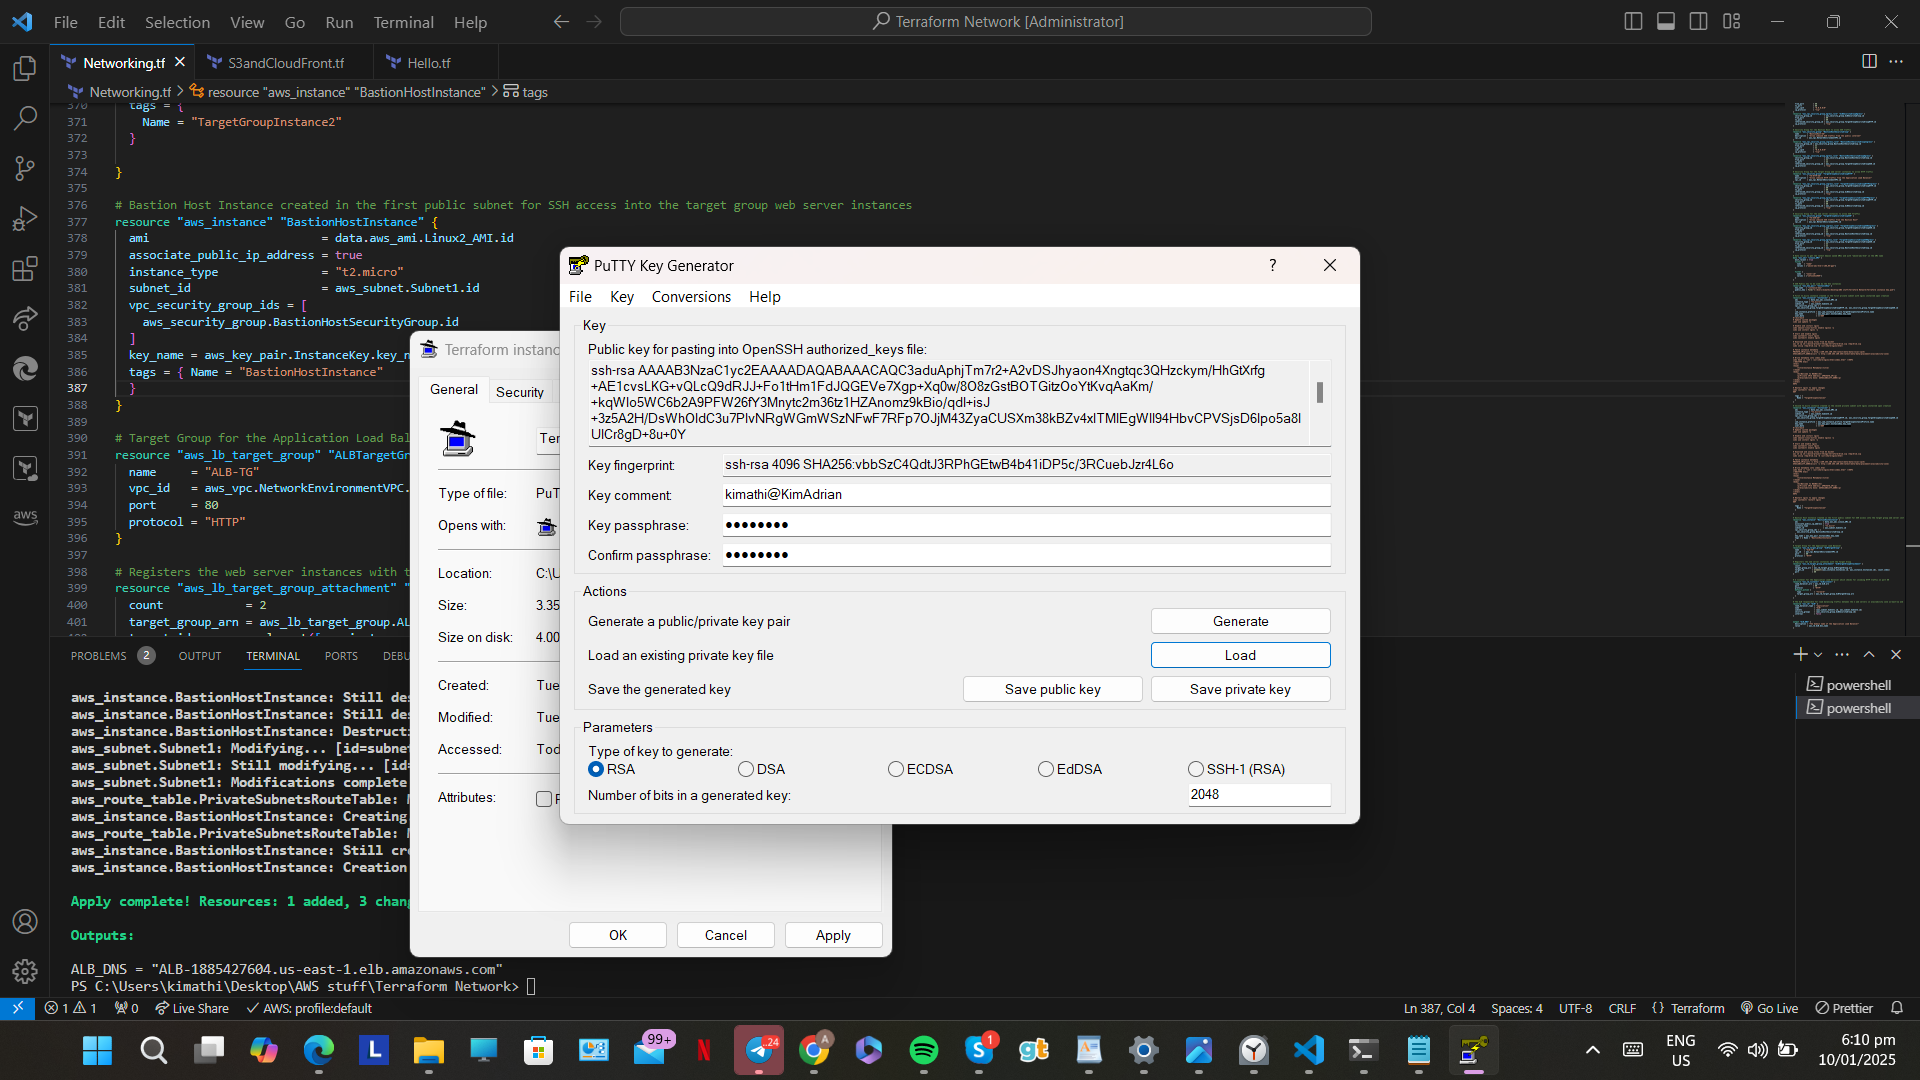 File Edit Selection View Go Run Terminal Help
Terraform Network [Administrator]
Networking.tf S3andCloudFront.tf Hello.tf
Networking.tf > resource "aws_instance" "BastionHostInstance" > tags
370 tags = {
371 Name = "TargetGroupInstance2"
372 }
373
374 }
375
376 # Bastion Host Instance created in the first public subnet for SSH access into the target group web server instances
377 resource "aws_instance" "BastionHostInstance" {
378 ami = data.aws_ami.Linux2_AMI.id
379 associate_public_ip_address = true
380 instance_type = "t2.micro"
381 subnet_id = aws_subnet.Subnet1.id
382 vpc_security_group_ids = [
383 aws_security_group.BastionHostSecurityGroup.id
384 ]
385 key_name = aws_key_pair.InstanceKey.key_n
386 tags = { Name = "BastionHostInstance"
387 }
388 }
389
390 # Target Group for the Application Load Bal
391 resource "aws_lb_target_group" "ALBTargetGr
392 name = "ALB-TG"
393 vpc_id = aws_vpc.NetworkEnvironmentVPC.
394 port = 80
395 protocol = "HTTP"
396 }
397
398 # Registers the web server instances with t
399 resource "aws_lb_target_group_attachment" "
400 count = 2
401 target_group_arn = aws_lb_target_group.AL
PROBLEMS 2 OUTPUT TERMINAL PORTS DEBU
powershell
powershell
aws_instance.BastionHostInstance: Still des
aws_instance.BastionHostInstance: Still des
aws_instance.BastionHostInstance: Destructi
aws_subnet.Subnet1: Modifying... [id=subnet
aws_subnet.Subnet1: Still modifying... [id=
aws_subnet.Subnet1: Modifications complete
aws_route_table.PrivateSubnetsRouteTable: M
aws_instance.BastionHostInstance: Creating.
aws_route_table.PrivateSubnetsRouteTable: M
aws_instance.BastionHostInstance: Still cre
aws_instance.BastionHostInstance: Creation
Apply complete! Resources: 1 added, 3 chang
Outputs:
ALB_DNS = "ALB-1885427604.us-east-1.elb.amazonaws.com"
PS C:\Users\kimathi\Desktop\AWS stuff\Terraform Network>
Terraform instanc
General Security
Ter
Type of file: PuT
Opens with:
Location: C:\U
Size: 3.35
Size on disk: 4.00
Created: Tue
Modified: Tue
Accessed: Tod
Attributes:
OK Cancel Apply
PuTTY Key Generator ?
File Key Conversions Help
Key
Public key for pasting into OpenSSH authorized_keys file:
ssh-rsa AAAAB3NzaC1yc2EAAAADAQABAAACAQC3aduAphjTm7r2+A2vDSJhyaon4Xngtqc3QHzckym/HhGtXrfg
+AE1cvsLKG+vQLcQ9dRJJ+Fo1tHm1FdJQGEVe7Xgp+Xq0w/8O8zGstBOTGitzOoYtKvqAaKm/
+kqWIo5WC6b2A9PFW26fY3Mnytc2m36tz1HZAnomz9kBio/qdl+isJ
+3z5A2H/DsWhOldC3u7PlvNRgWGmWSzNFwF7RFp7OJjM43ZyaCUSXm38kBZv4xITMlEgWIl94HbvCPVSjsD6Ipo5a8l
UlCr8gD+8u+0Y
Key fingerprint: ssh-rsa 4096 SHA256:vbbSzC4QdtJ3RPhGEtwB4b41iDP5c/3RCuebJzr4L6o
Key comment: kimathi@KimAdrian
Key passphrase: ●●●●●●●●
Confirm passphrase: ●●●●●●●●
Actions
Generate a public/private key pair Generate
Load an existing private key file Load
Save the generated key Save public key Save private key
Parameters
Type of key to generate:
RSA DSA ECDSA EdDSA SSH-1 (RSA)
Number of bits in a generated key: 2048
aws
1 1 0 Live Share AWS: profile:default
Ln 387, Col 4 Spaces: 4 UTF-8 CRLF {} Terraform Go Live Prettier
L 99+ N 24 A S 1 gt
ENG
US
6:10 pm
10/01/2025